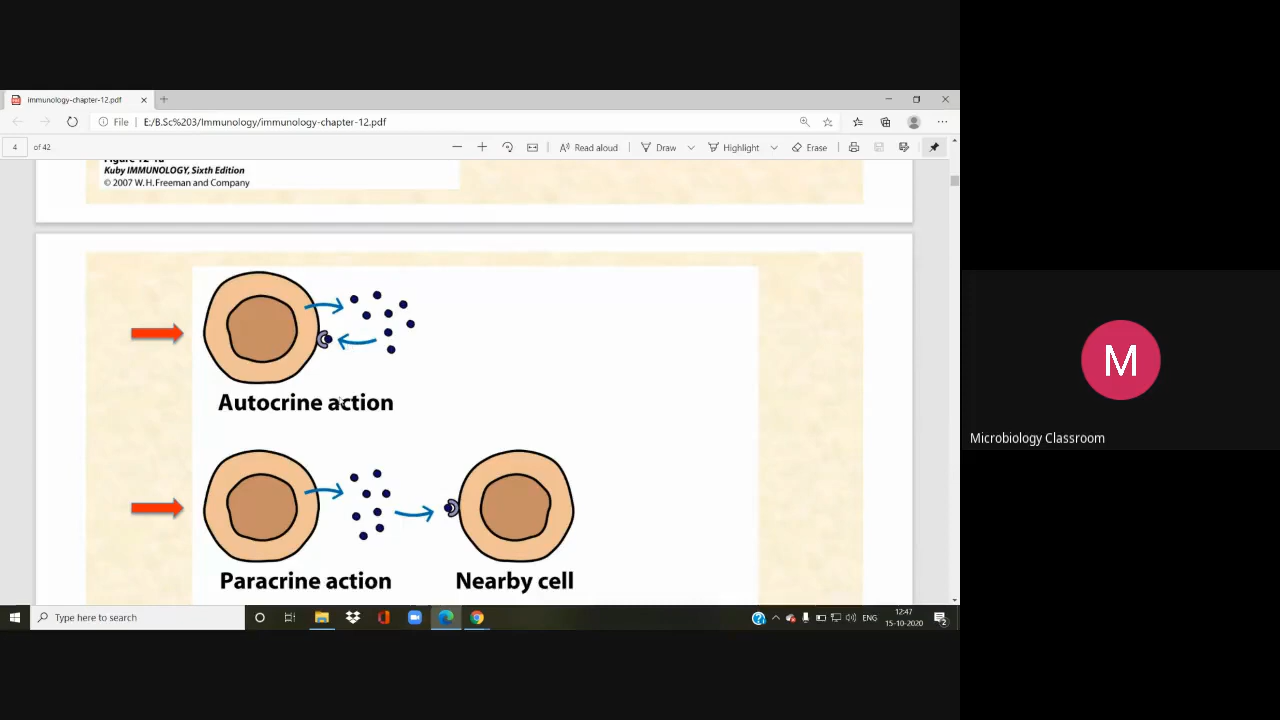 immunology-chapter-12.pdf
File E:/B.Sc%203/Immunology/immunology-chapter-12.pdf
4 of 42 Read aloud Draw Highlight Erase
Kuby IMMUNOLOGY, Sixth Edition
© 2007 W.H.Freeman and Company
Autocrine action
Paracrine action Nearby cell
M
Microbiology Classroom
Type here to search
ENG
12:47
15-10-2020
2